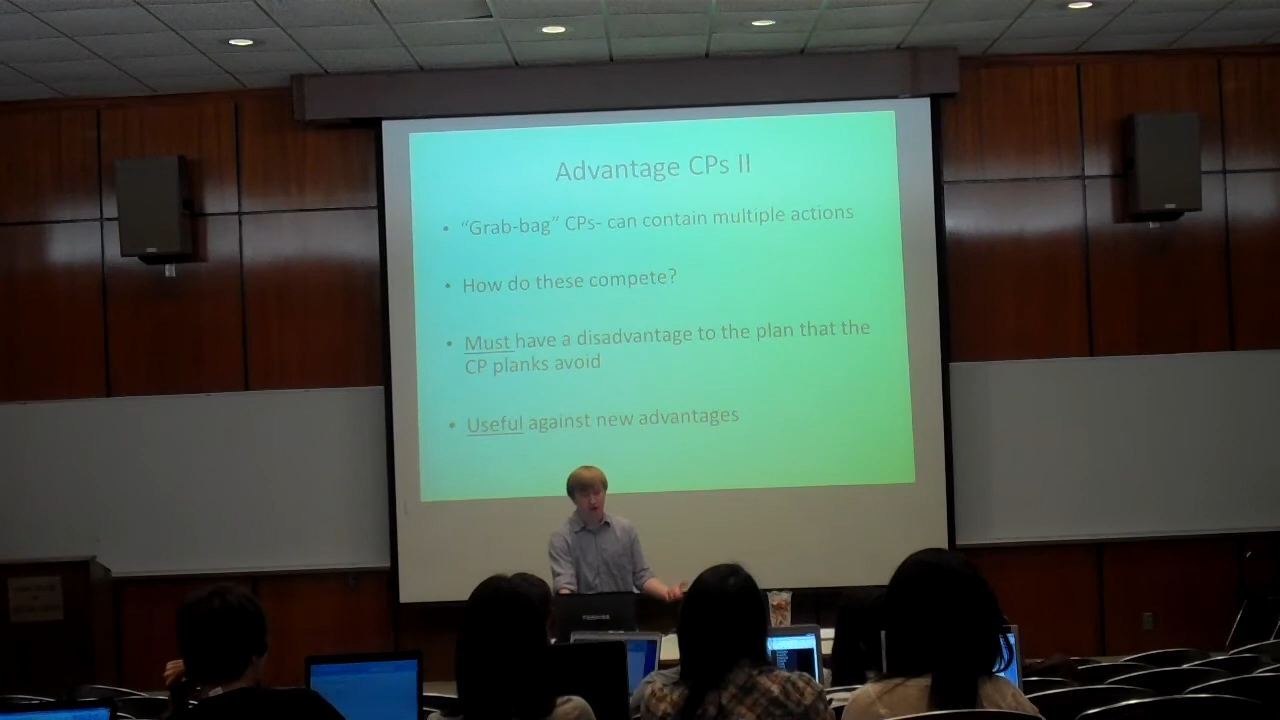 Advantage CPs II
• "Grab-bag" CPs- can contain multiple actions
• How do these compete?
• Must have a disadvantage to the plan that the
CP planks avoid
• Useful against new advantages
TOSHIBA